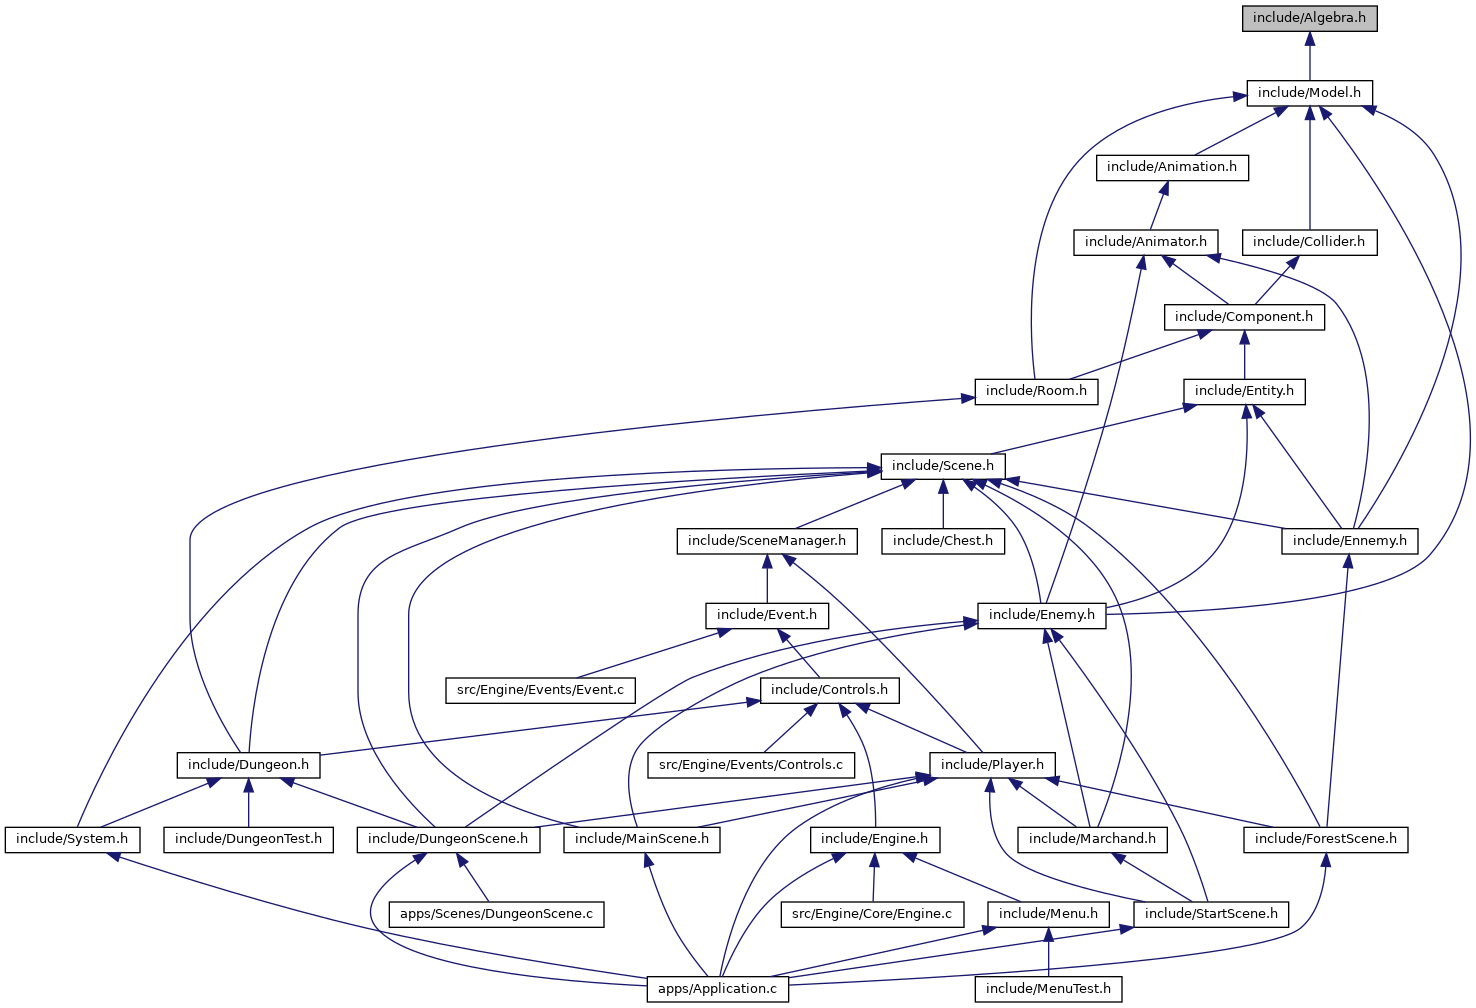 include/Algebra.h
include/Model.h
include/Animation.h
include/Animator.h
include/Collider.h
include/Component.h
include/Room.h
include/Entity.h
include/Scene.h
include/SceneManager.h
include/Chest.h
include/Ennemy.h
include/Event.h
include/Enemy.h
src/Engine/Events/Event.c
include/Controls.h
include/Dungeon.h
src/Engine/Events/Controls.c
include/Player.h
include/System.h
include/DungeonTest.h
include/DungeonScene.h
include/MainScene.h
include/Engine.h
include/Marchand.h
include/ForestScene.h
apps/Scenes/DungeonScene.c
src/Engine/Core/Engine.c
include/Menu.h
include/StartScene.h
apps/Application.c
include/MenuTest.h